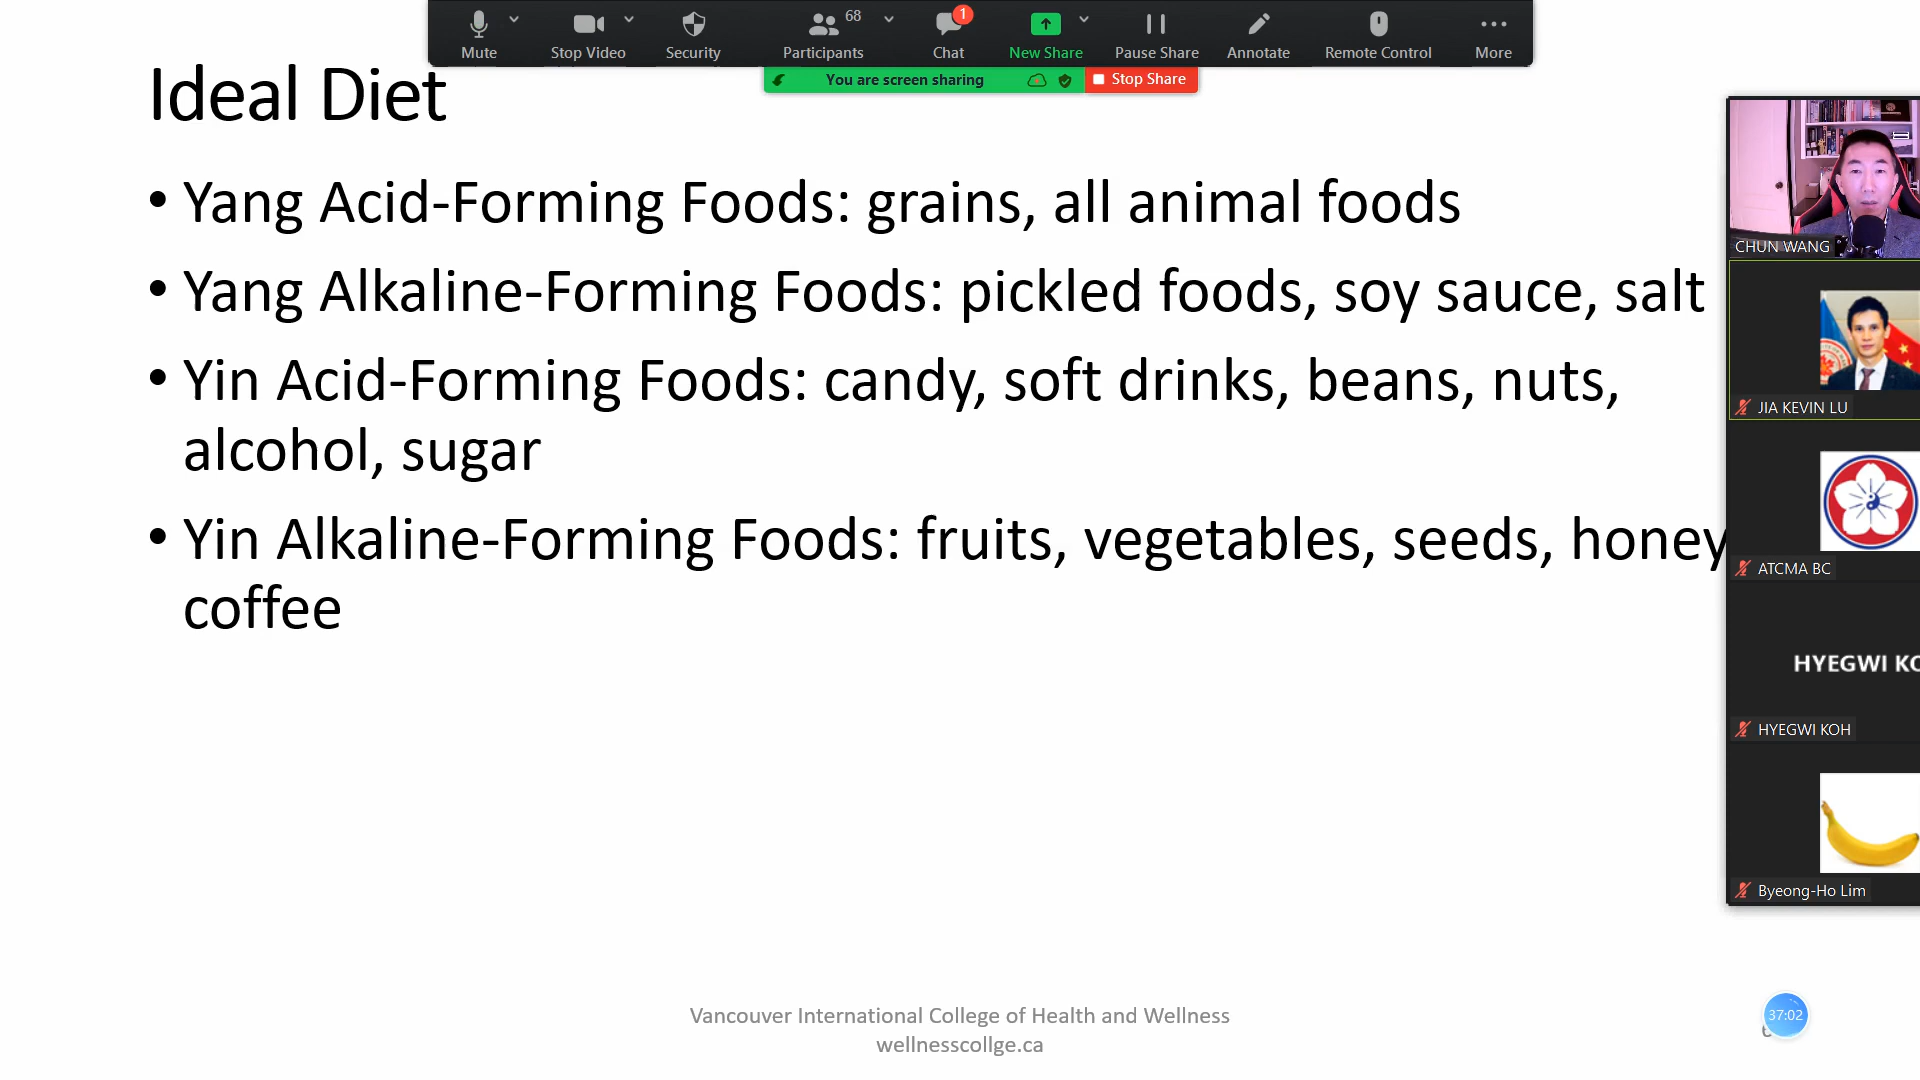 68
1
Mute
Stop Video
Security
Participants
Chat
New Share
Pause Share
Annotate
Remote Control
More
You are screen sharing
Stop Share
Ideal Diet
• Yang Acid-Forming Foods: grains, all animal foods
• Yang Alkaline-Forming Foods: pickled foods, soy sauce, salt
• Yin Acid-Forming Foods: candy, soft drinks, beans, nuts,
alcohol, sugar
• Yin Alkaline-Forming Foods: fruits, vegetables, seeds, honey
coffee
CHUN WANG
JIA KEVIN LU
ATCMA BC
HYEGWI KO
HYEGWI KOH
Byeong-Ho Lim
Vancouver International College of Health and Wellness
wellnesscollge.ca
37:02